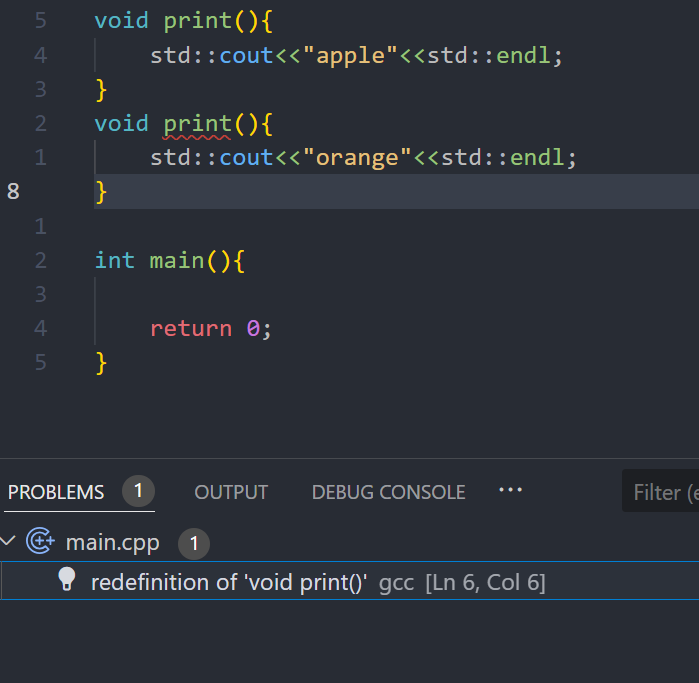 5 void print(){
4 std::cout<<"apple"<<std::endl;
3 }
2 void print(){
1 std::cout<<"orange"<<std::endl;
8 }
1
2 int main(){
3
4 return 0;
5 }
PROBLEMS 1 OUTPUT DEBUG CONSOLE ··· Filter (e
main.cpp 1
redefinition of 'void print()' gcc [Ln 6, Col 6]